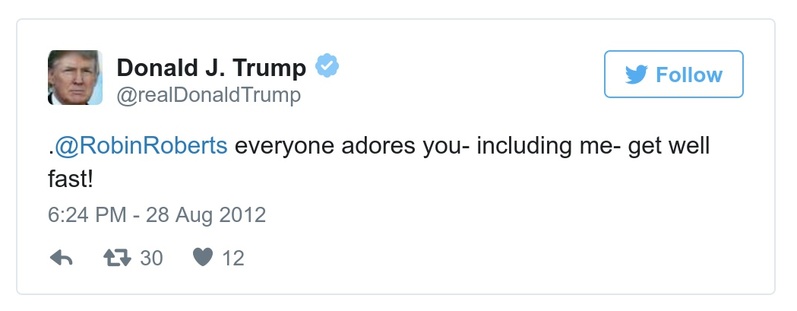 Donald J. Trump
@realDonaldTrump
Follow
.@RobinRoberts everyone adores you- including me- get well
fast!
6:24 PM - 28 Aug 2012
30 12